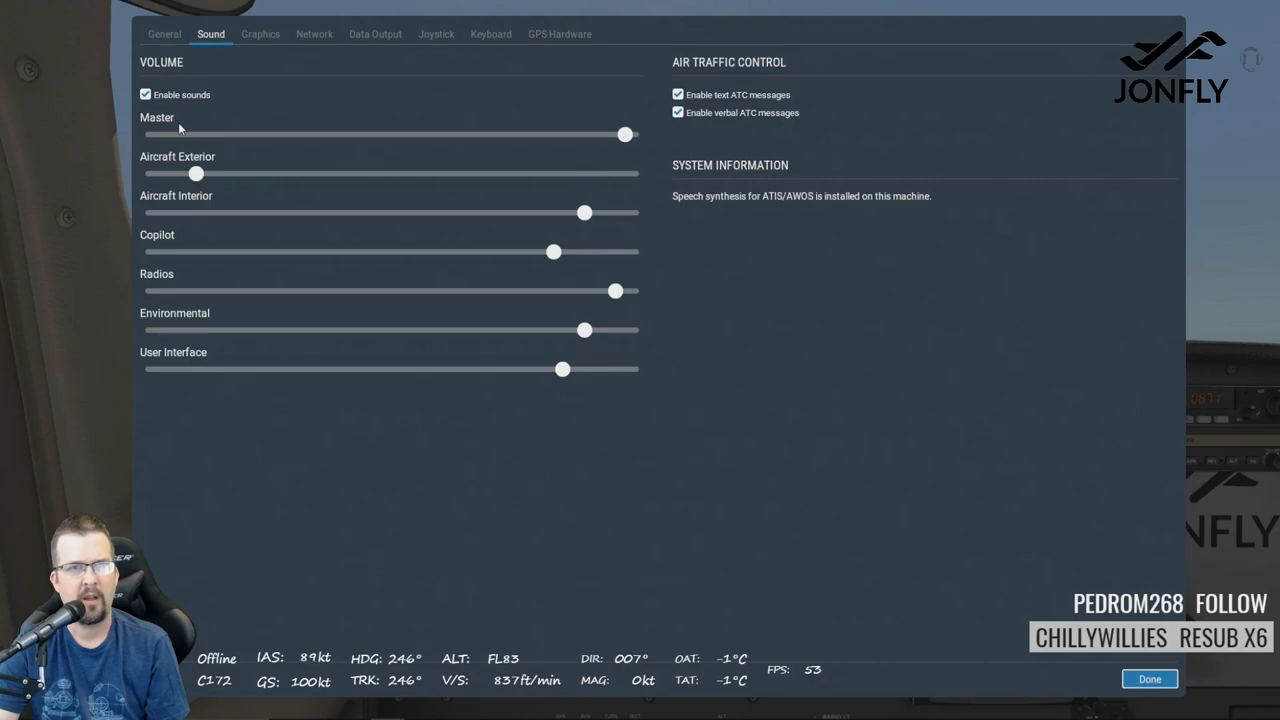 General Sound Graphics Network Data Output Joystick Keyboard GPS Hardware
JONFLY
VOLUME
Enable sounds
Master
Aircraft Exterior
Aircraft Interior
Copilot
Radios
Environmental
User Interface
AIR TRAFFIC CONTROL
Enable text ATC messages
Enable verbal ATC messages
SYSTEM INFORMATION
Speech synthesis for ATIS/AWOS is installed on this machine.
PEDROM268 FOLLOW
CHILLYWILLIES RESUB X6
Offline IAS: 89kt HDG: 246° ALT: FL83 DIR: 007° OAT: -1°C FPS: 53
C172 GS: 100kt TRK: 246° V/S: 837ft/min MAG: 0kt TAT: -1°C
Done